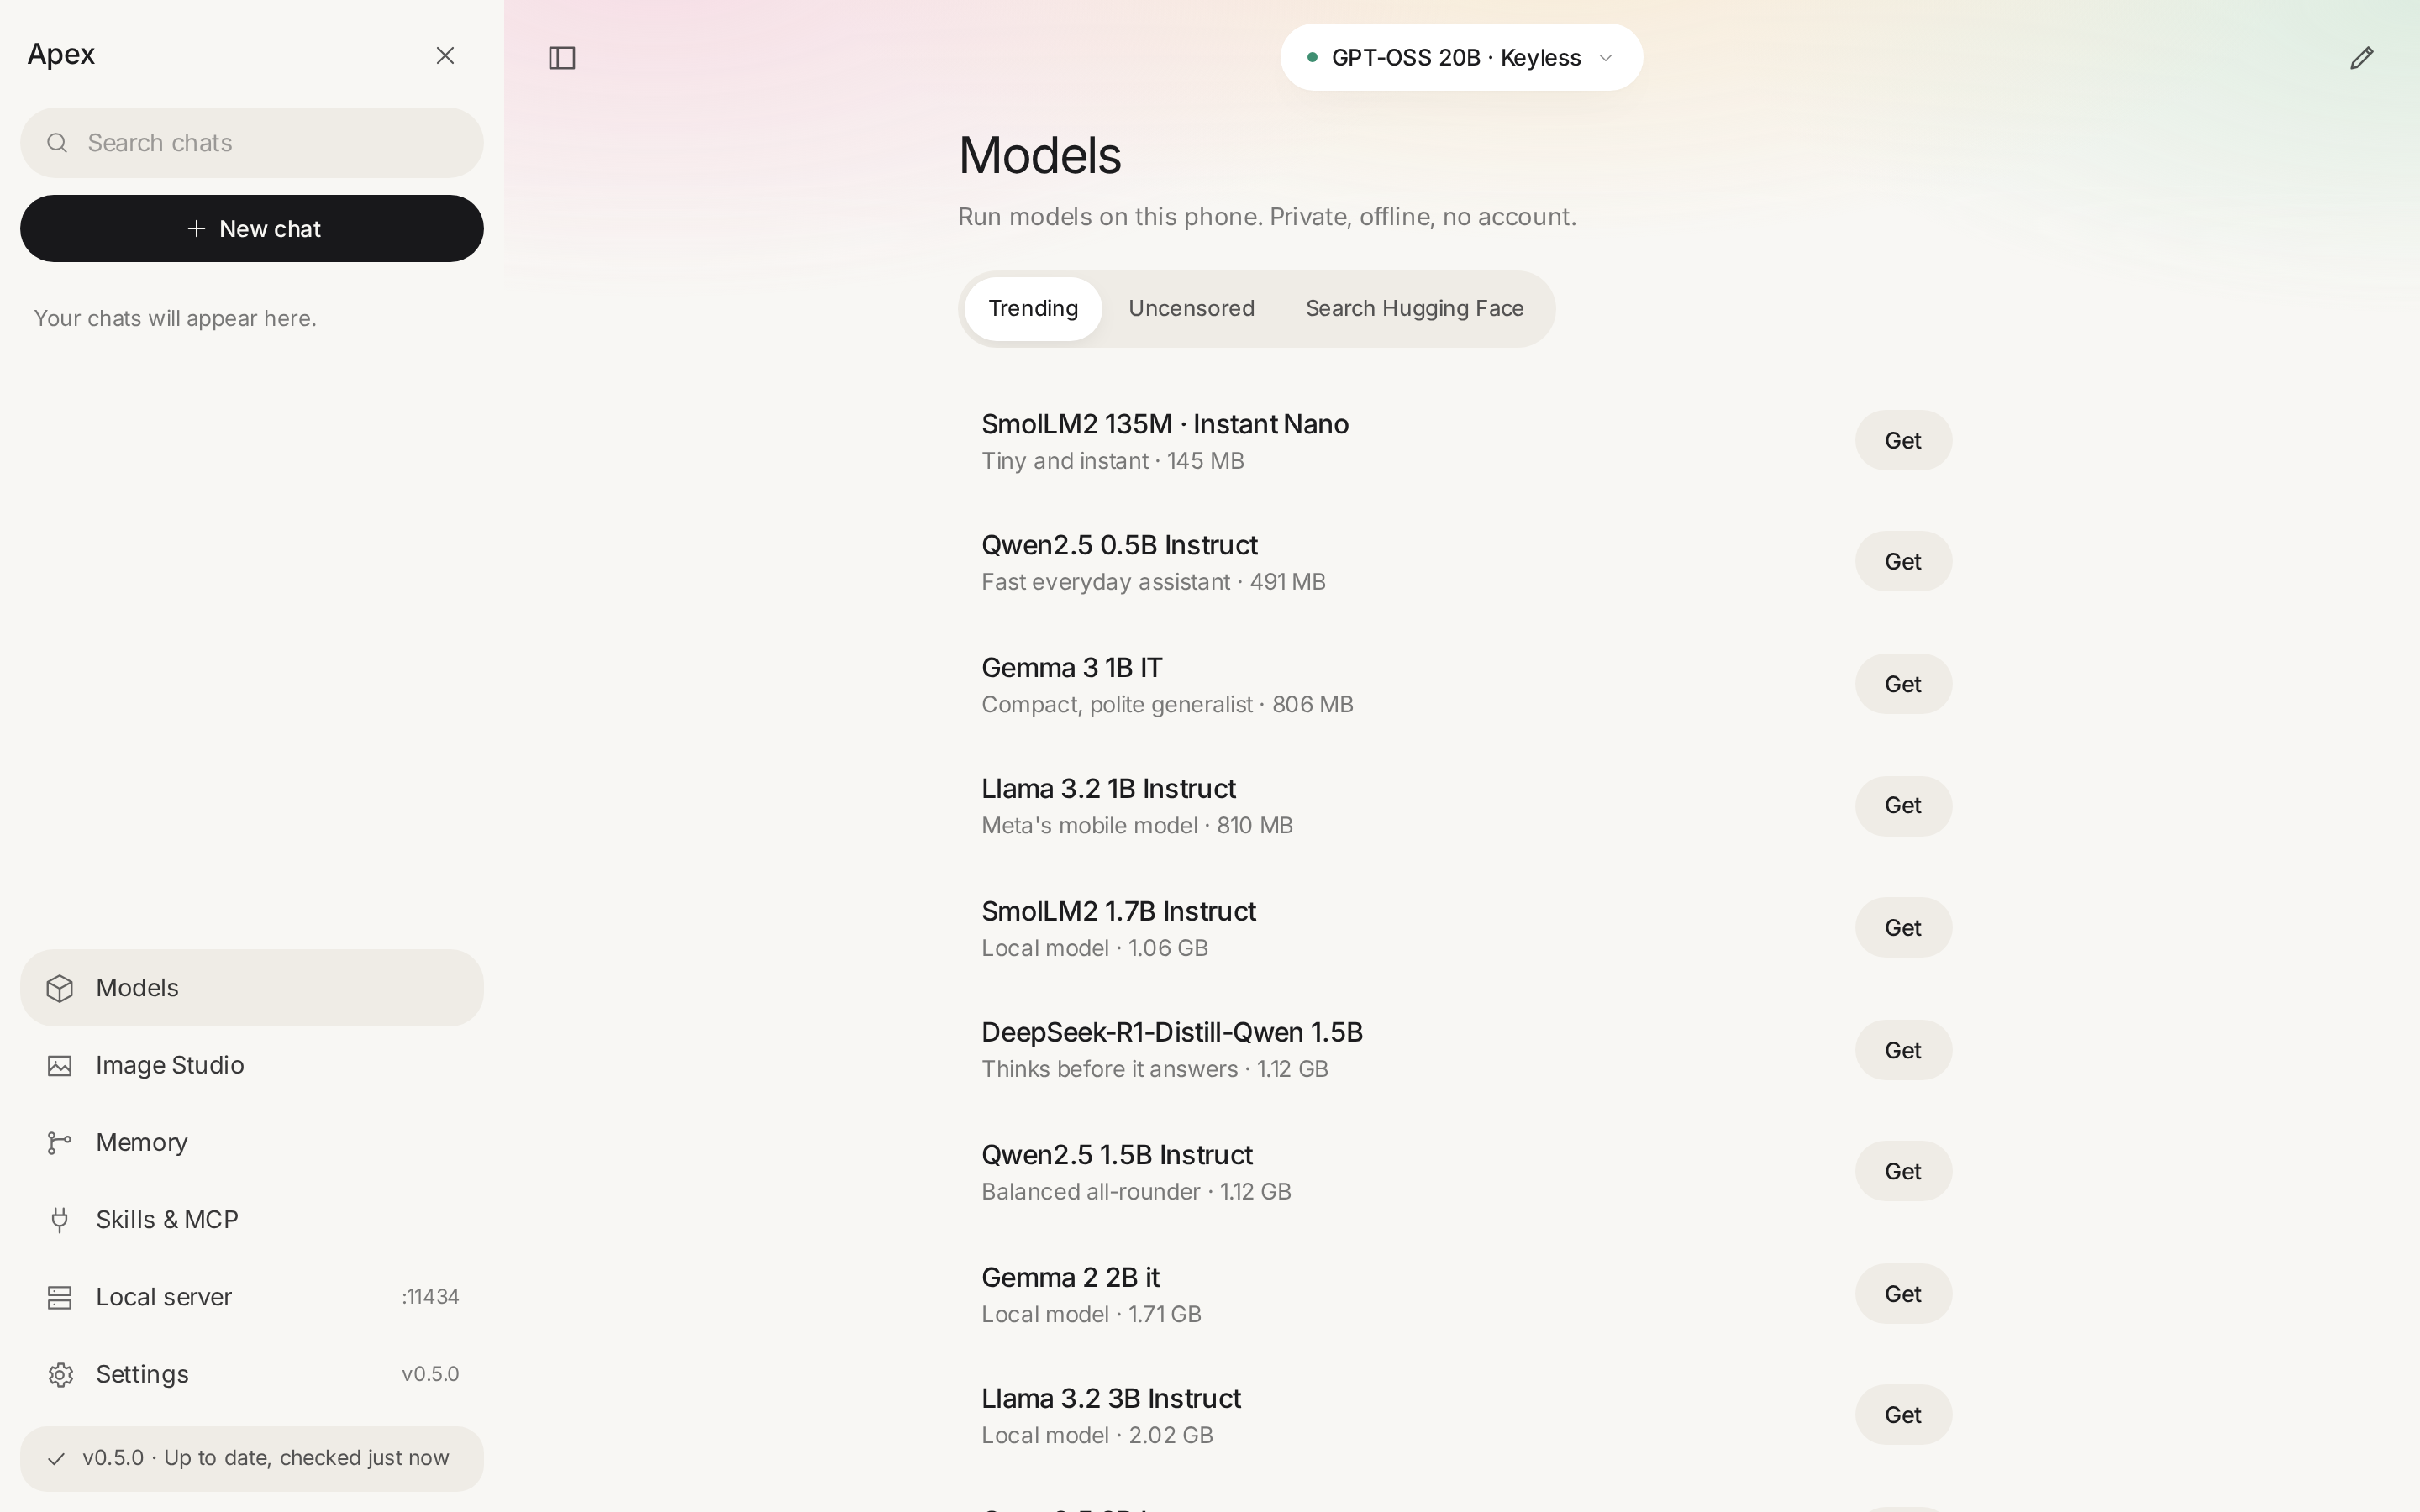 Apex
Search chats
New chat
Your chats will appear here.
Models
Image Studio
Memory
Skills & MCP
Local server :11434
Settings v0.5.0
v0.5.0 · Up to date, checked just now
GPT-OSS 20B · Keyless
Models
Run models on this phone. Private, offline, no account.
Trending Uncensored Search Hugging Face
SmolLM2 135M · Instant Nano
Tiny and instant · 145 MB
Get
Qwen2.5 0.5B Instruct
Fast everyday assistant · 491 MB
Get
Gemma 3 1B IT
Compact, polite generalist · 806 MB
Get
Llama 3.2 1B Instruct
Meta's mobile model · 810 MB
Get
SmolLM2 1.7B Instruct
Local model · 1.06 GB
Get
DeepSeek-R1-Distill-Qwen 1.5B
Thinks before it answers · 1.12 GB
Get
Qwen2.5 1.5B Instruct
Balanced all-rounder · 1.12 GB
Get
Gemma 2 2B it
Local model · 1.71 GB
Get
Llama 3.2 3B Instruct
Local model · 2.02 GB
Get